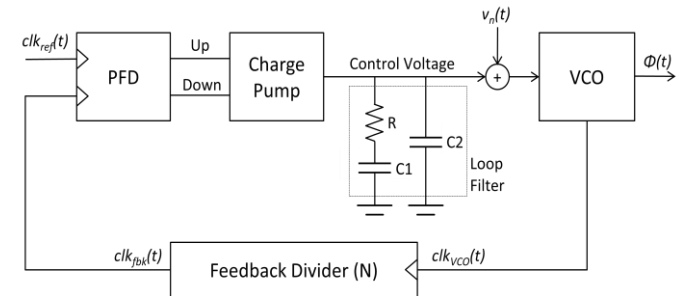 v_n(t)
clk_ref(t)
Up
Φ(t)
PFD
Charge
Pump
Control Voltage
+
VCO
Down
R
C2
C1
Loop
Filter
clk_fbk(t)
Feedback Divider (N)
clk_VCO(t)